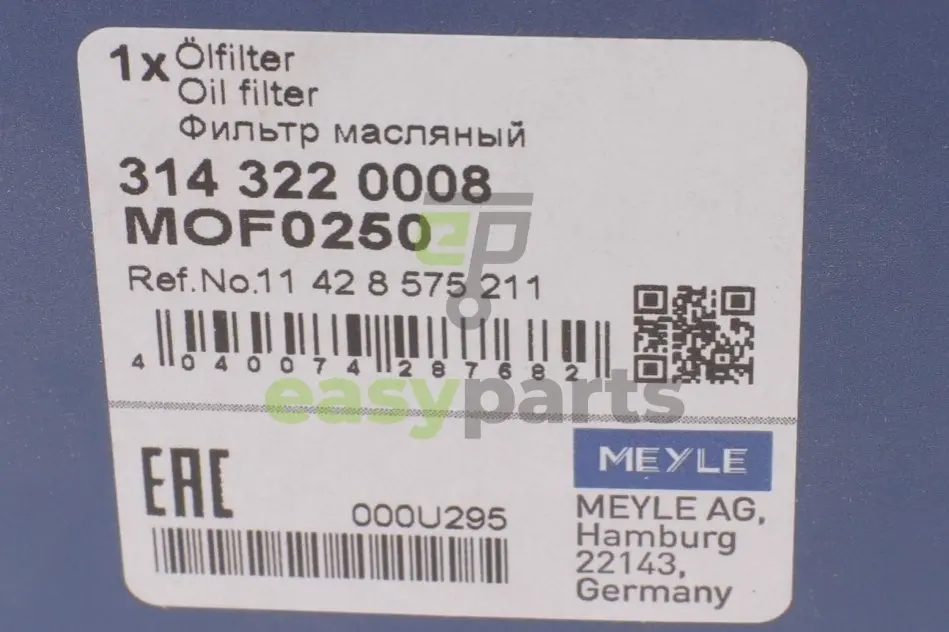 1x Ölfilter
Oil filter
Фильтр масляный
314 322 0008
MOF0250
Ref.No.11 42 8 575 211
4 040074 287682
easyparts
EAC
000U295
MEYLE
MEYLE AG,
Hamburg
22143,
Germany